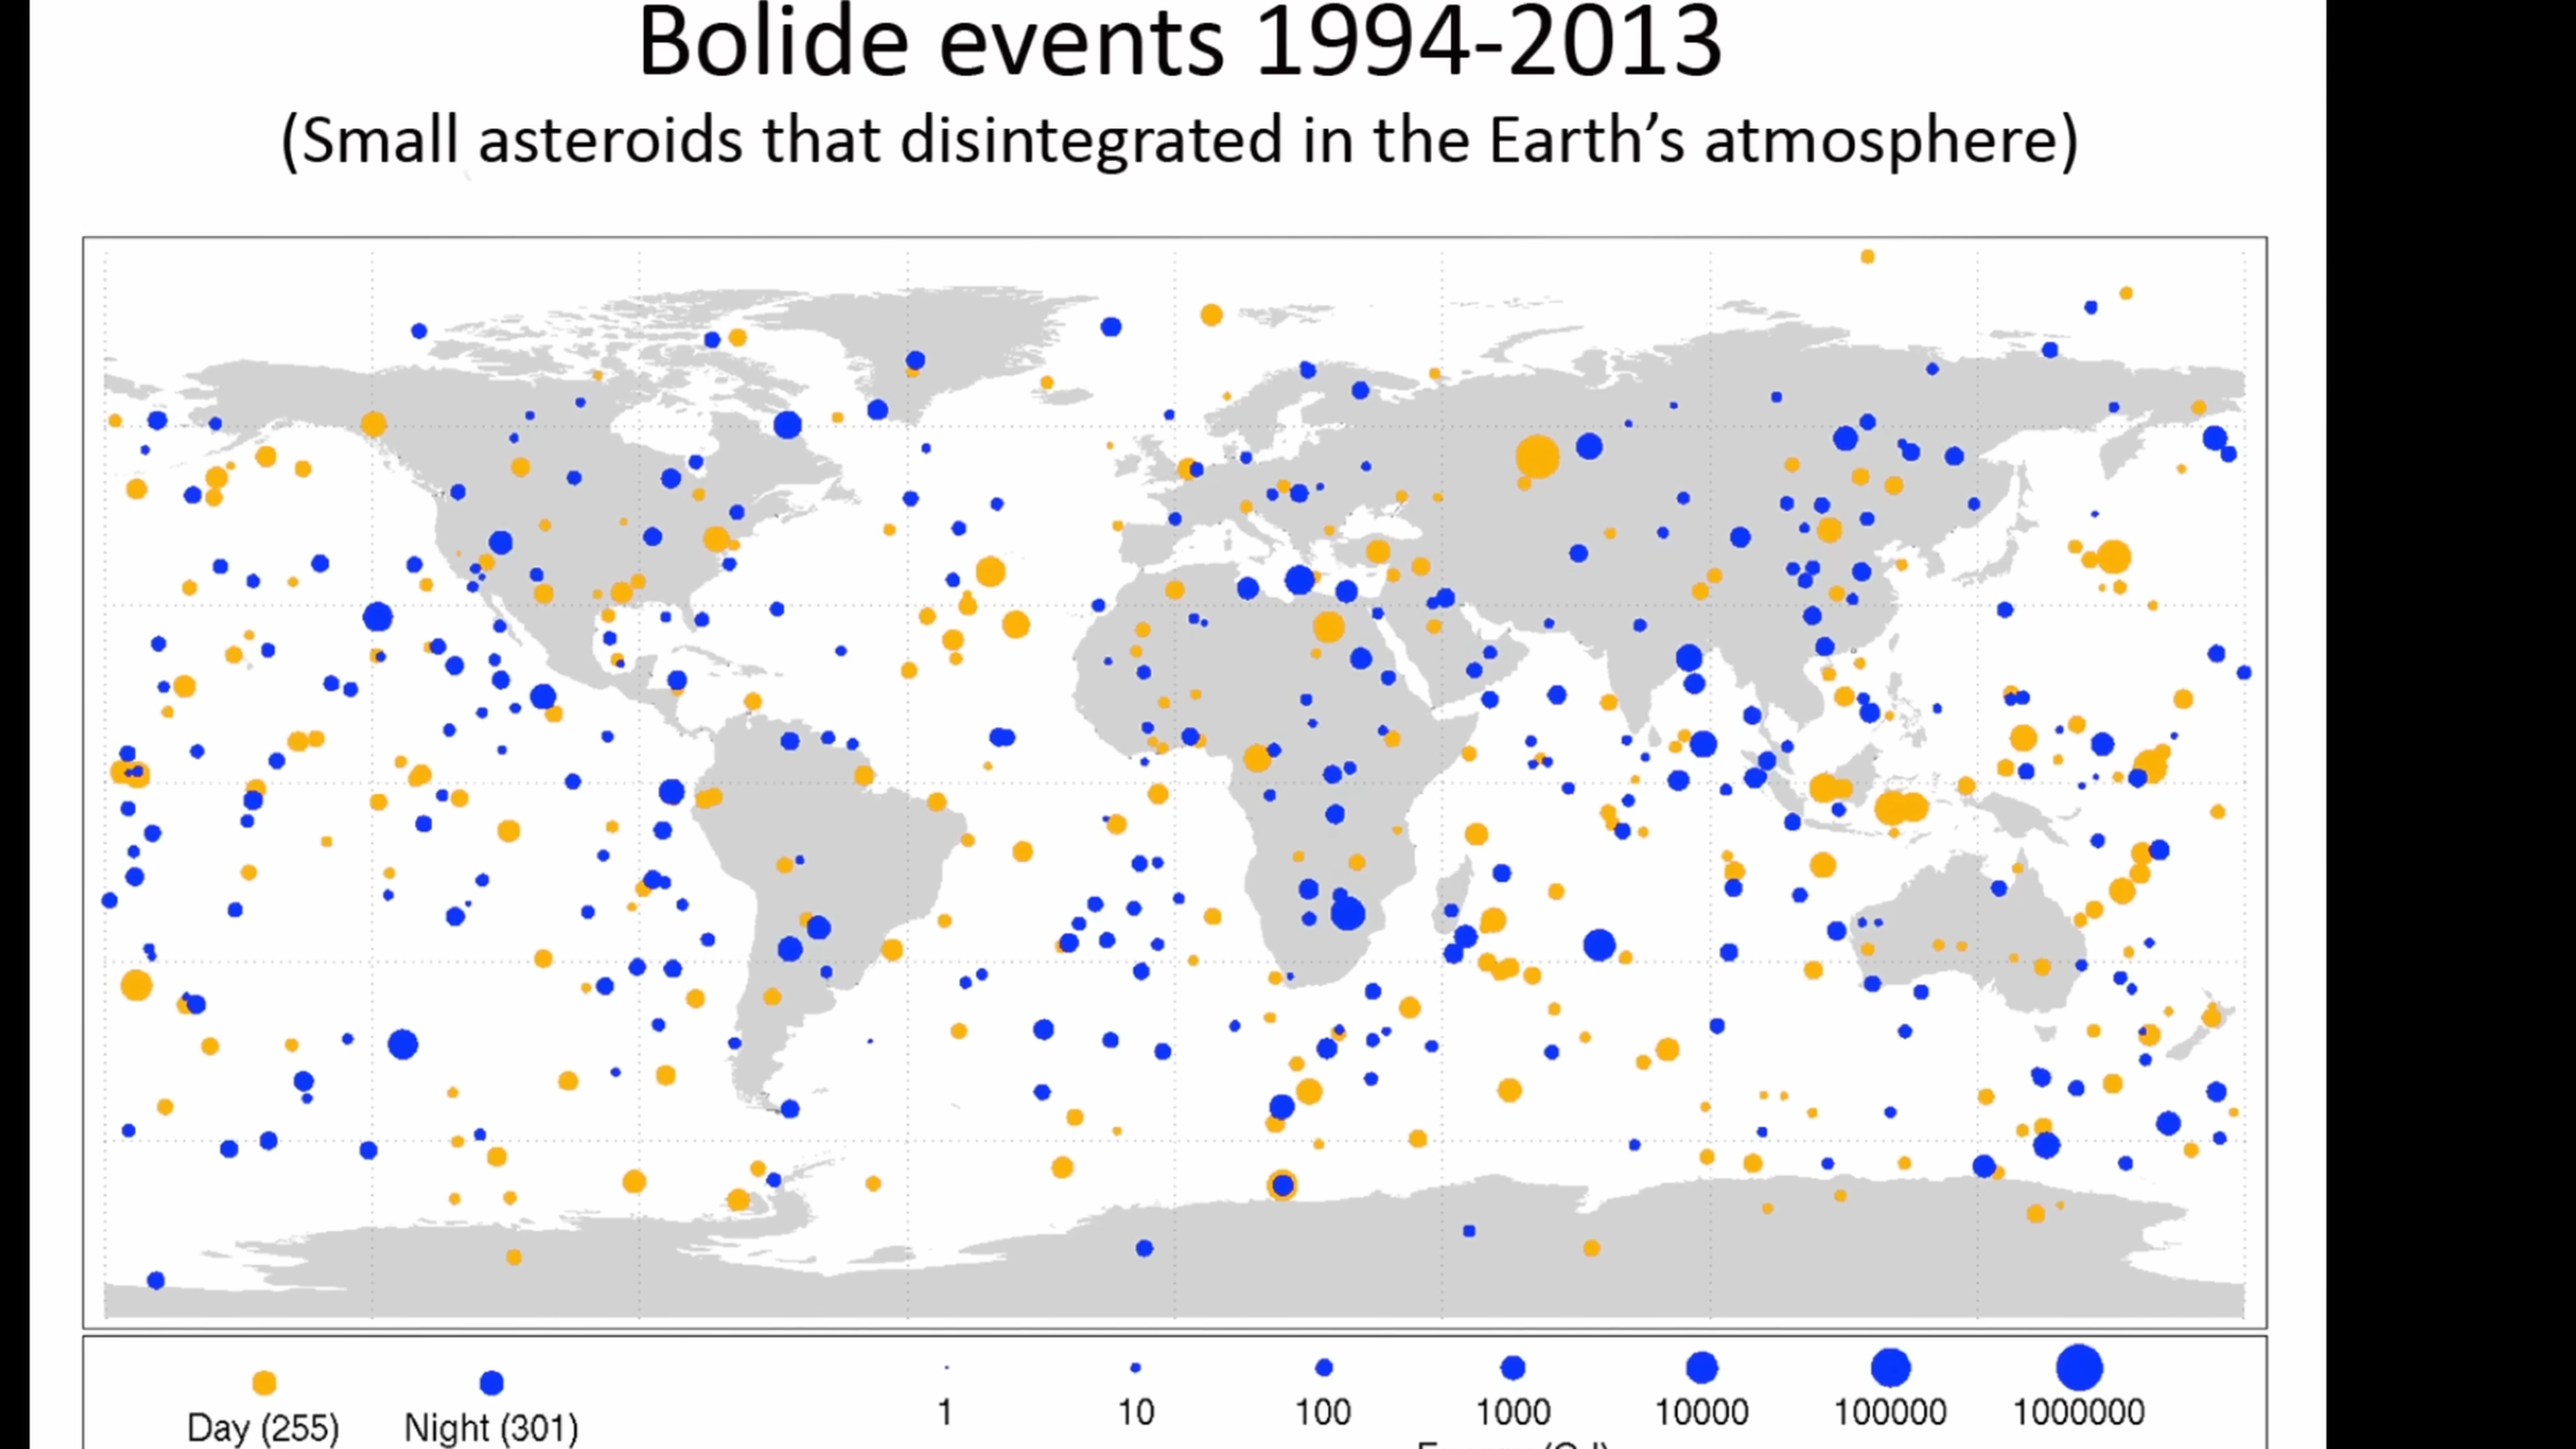 Bolide events 1994-2013
(Small asteroids that disintegrated in the Earth's atmosphere)
1 10 100 1000 10000 100000 1000000
Day (255) Night (301)